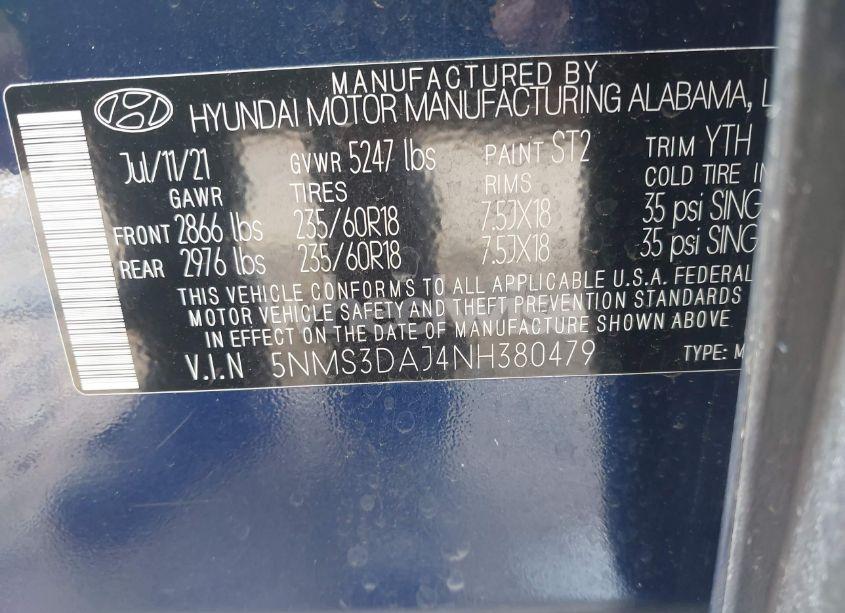 MANUFACTURED BY
HYUNDAI MOTOR MANUFACTURING ALABAMA, L
Jul/11/21 GVWR 5247 lbs PAINT ST2 TRIM YTH
GAWR TIRES RIMS COLD TIRE IN
FRONT 2866 lbs 235/60R18 7.5JX18 35 psi SING
REAR 2976 lbs 235/60R18 7.5JX18 35 psi SING
THIS VEHICLE CONFORMS TO ALL APPLICABLE U.S.A. FEDERAL
MOTOR VEHICLE SAFETY AND THEFT PREVENTION STANDARDS
IN EFFECT ON THE DATE OF MANUFACTURE SHOWN ABOVE.
V.I.N 5NMS3DAJ4NH380479 TYPE: M